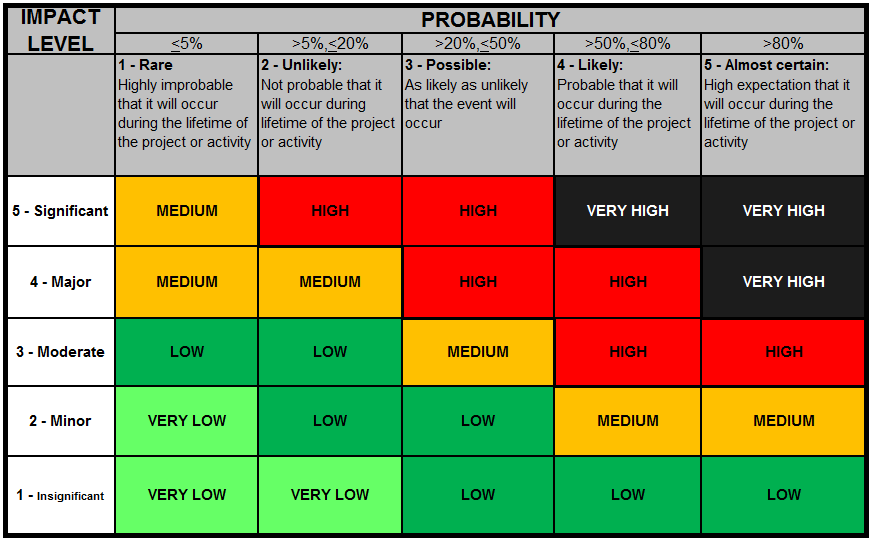 IMPACT LEVEL
PROBABILITY
≤5%
>5%,≤20%
>20%,≤50%
>50%,≤80%
>80%
1 - Rare
Highly improbable
that it will occur
during the lifetime of
the project or activity
2 - Unlikely:
Not probable that it
will occur during
lifetime of the project
or activity
3 - Possible:
As likely as unlikely
that the event will
occur
4 - Likely:
Probable that it will
occur during the
lifetime of the project
or activity
5 - Almost certain:
High expectation that it
will occur during the
lifetime of the project or
activity
5 - Significant
MEDIUM
HIGH
HIGH
VERY HIGH
VERY HIGH
4 - Major
MEDIUM
MEDIUM
HIGH
HIGH
VERY HIGH
3 - Moderate
LOW
LOW
MEDIUM
HIGH
HIGH
2 - Minor
VERY LOW
LOW
LOW
MEDIUM
MEDIUM
1 - Insignificant
VERY LOW
VERY LOW
LOW
LOW
LOW